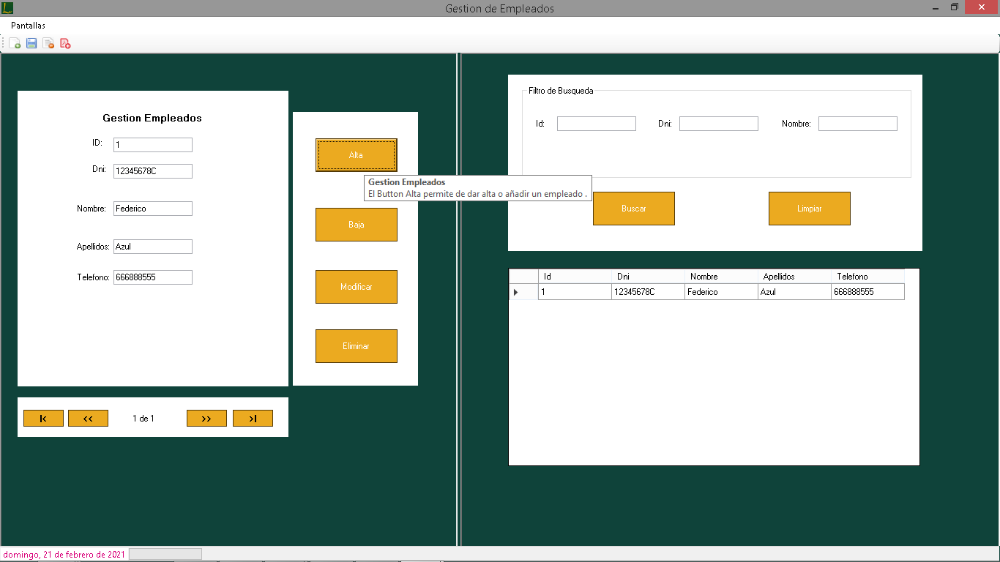 Gestion de Empleados
Pantallas
Gestion Empleados
ID: 1
Dni: 12345678C
Nombre: Federico
Apellidos: Azul
Telefono: 666888555
Alta
Gestion Empleados
El Button Alta permite de dar alta o añadir un empleado .
Baja
Modificar
Eliminar
|< << 1 de 1 >> >|
Filtro de Busqueda
Id: Dni: Nombre:
Buscar Limpiar
Id Dni Nombre Apellidos Telefono
1 12345678C Federico Azul 666888555
domingo, 21 de febrero de 2021